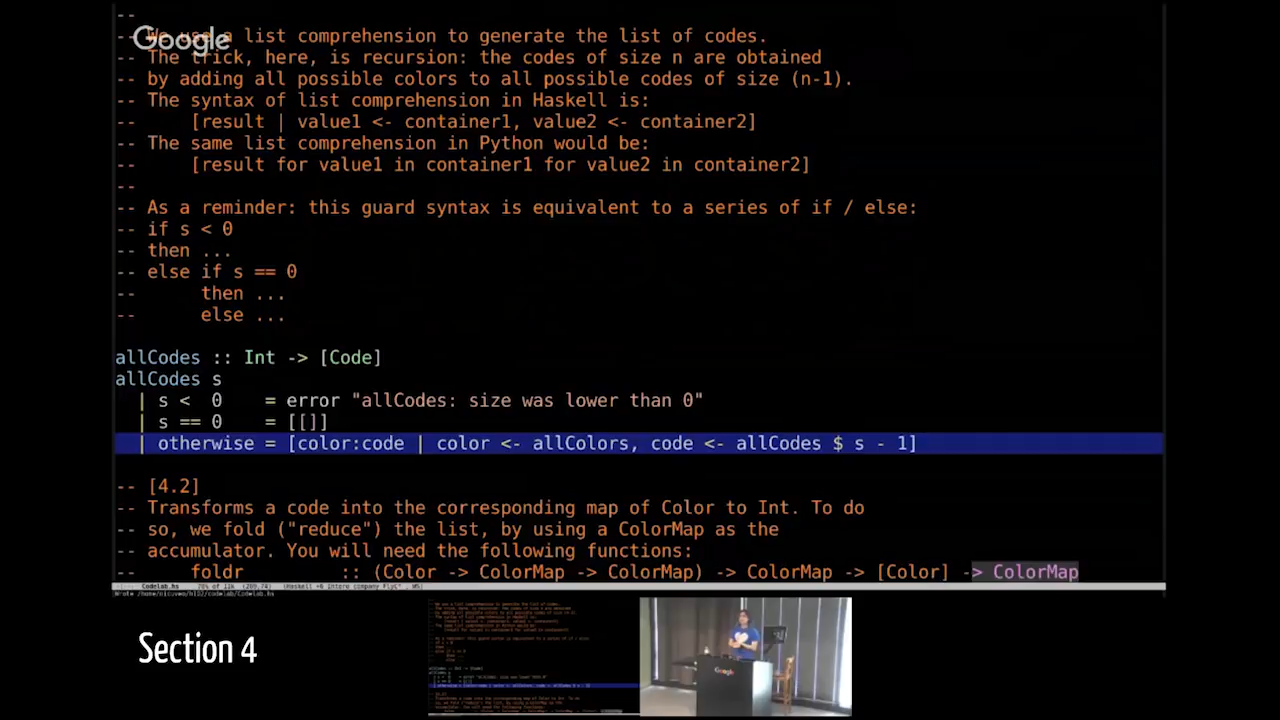 --
-- We use a list comprehension to generate the list of codes.
-- The trick, here, is recursion: the codes of size n are obtained
-- by adding all possible colors to all possible codes of size (n-1).
-- The syntax of list comprehension in Haskell is:
--     [result | value1 <- container1, value2 <- container2]
-- The same list comprehension in Python would be:
--     [result for value1 in container1 for value2 in container2]
--
-- As a reminder: this guard syntax is equivalent to a series of if / else:
-- if s < 0
-- then ...
-- else if s == 0
--      then ...
--      else ...
allCodes :: Int -> [Code]
allCodes s
  | s <  0    = error "allCodes: size was lower than 0"
  | s == 0    = [[]]
  | otherwise = [color:code | color <- allColors, code <- allCodes $ s - 1]
-- [4.2]
-- Transforms a code into the corresponding map of Color to Int. To do
-- so, we fold ("reduce") the list, by using a ColorMap as the
-- accumulator. You will need the following functions:
--     foldr         :: (Color -> ColorMap -> ColorMap) -> ColorMap -> [Color] -> ColorMap
Google
Section 4
Google